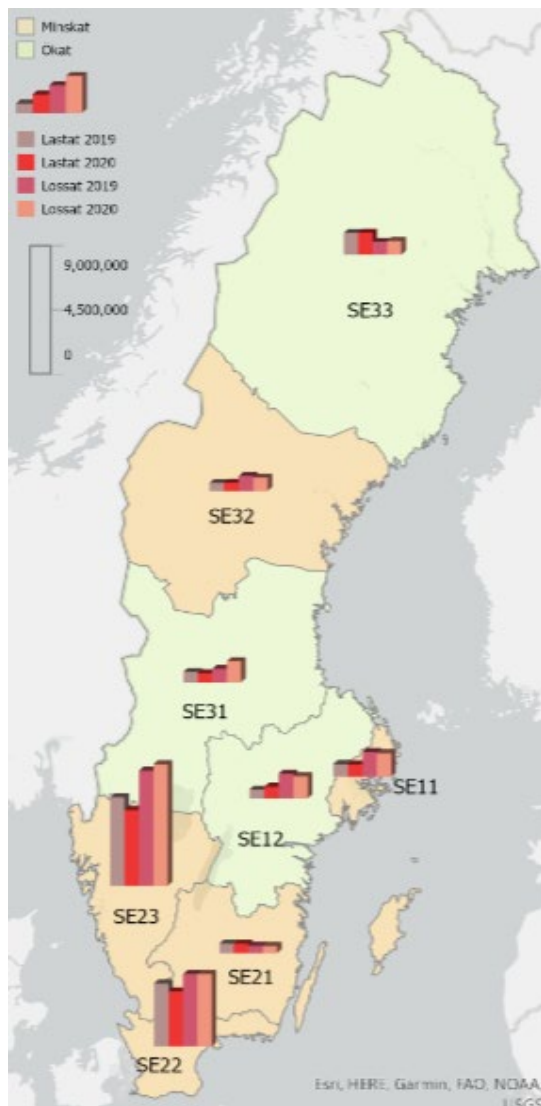 Minskat
Ökat
Lastat 2019
Lastat 2020
Lossat 2019
Lossat 2020
9,000,000
4,500,000
0
SE33
SE32
SE31
SE11
SE12
SE23
SE21
SE22
Esri, HERE, Garmin, FAO, NOAA,
USGS